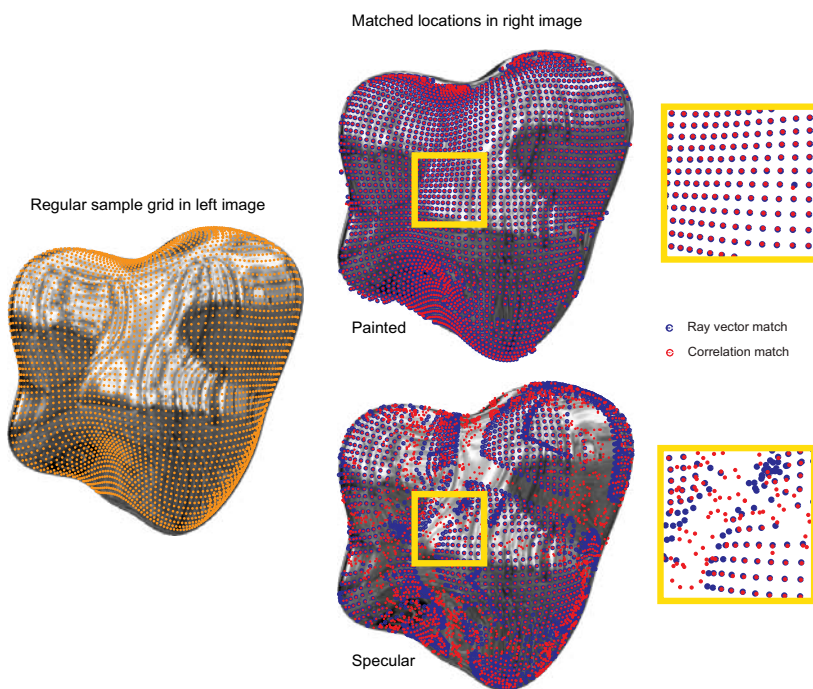 Matched locations in right image
Regular sample grid in left image
Painted
Ray vector match
Correlation match
Specular